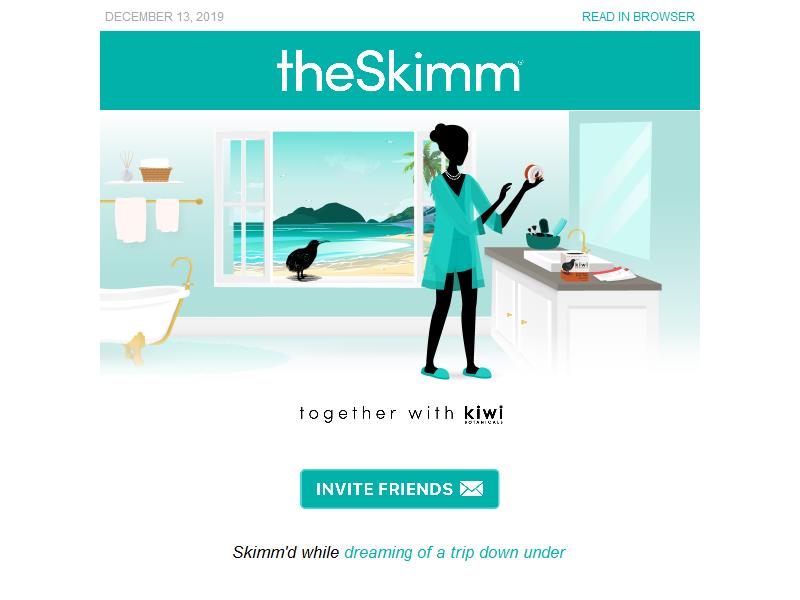 DECEMBER 13, 2019
READ IN BROWSER
theSkimm®
kiwi
together with kiwi
BOTANICALS
INVITE FRIENDS
Skimm'd while dreaming of a trip down under